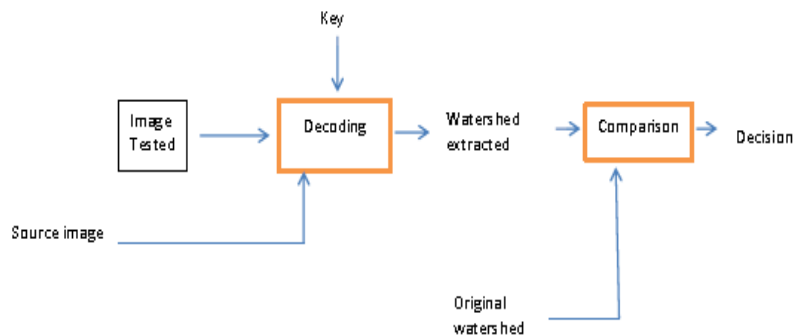 Key
Image
Tested
Decoding
Watershed
extracted
Comparison
Decision
Source image
Original
watershed